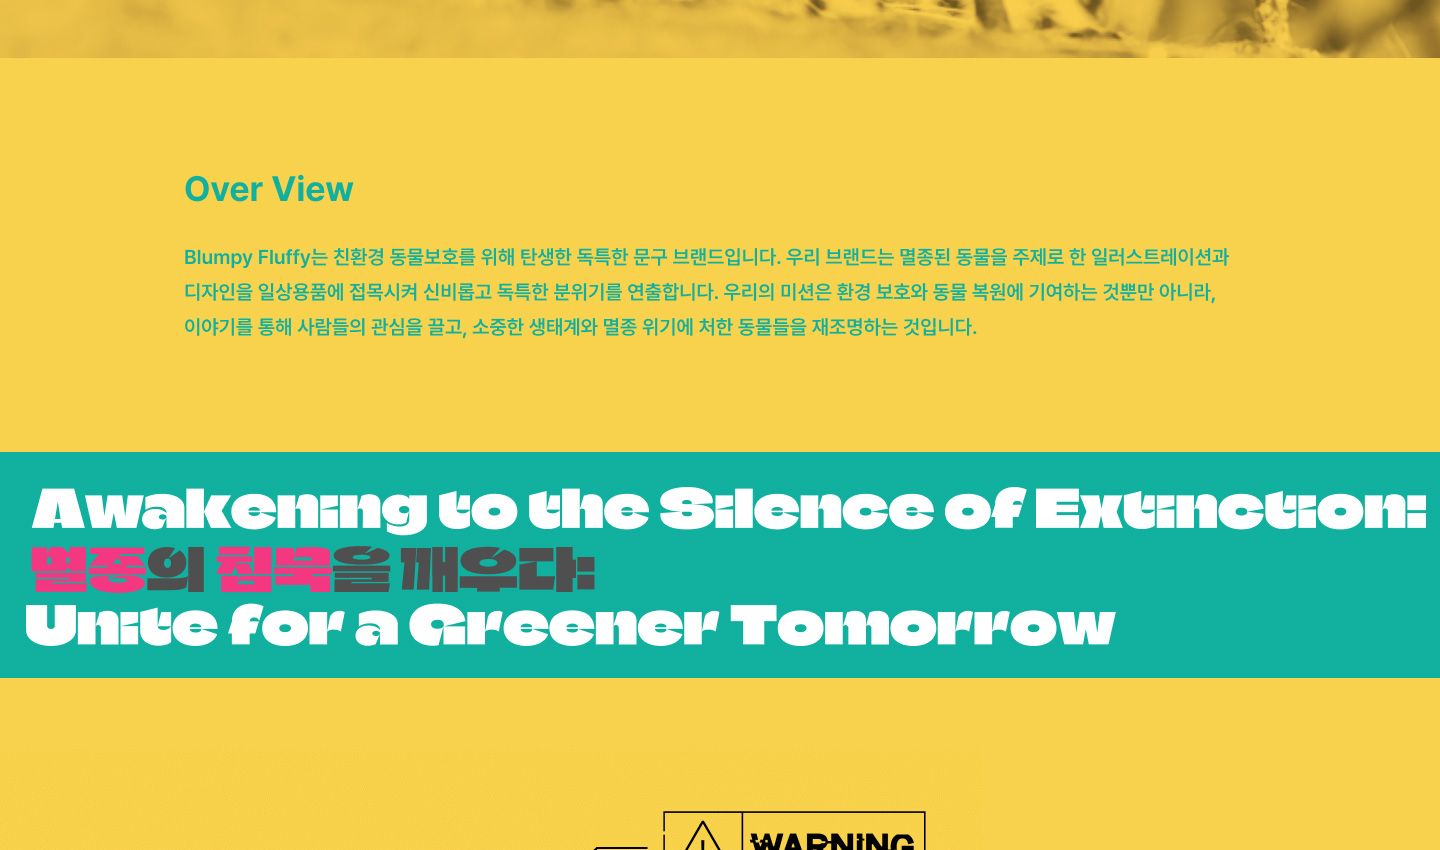 Over View
Blumpy Fluffy는 친환경 동물보호를 위해 탄생한 독특한 문구 브랜드입니다. 우리 브랜드는 멸종된 동물을 주제로 한 일러스트레이션과
디자인을 일상용품에 접목시켜 신비롭고 독특한 분위기를 연출합니다. 우리의 미션은 환경 보호와 동물 복원에 기여하는 것뿐만 아니라,
이야기를 통해 사람들의 관심을 끌고, 소중한 생태계와 멸종 위기에 처한 동물들을 재조명하는 것입니다.
Awakening to the Silence of Extinction:
멸종의 침묵을 깨우다:
Unite for a Greener Tomorrow
WARNING